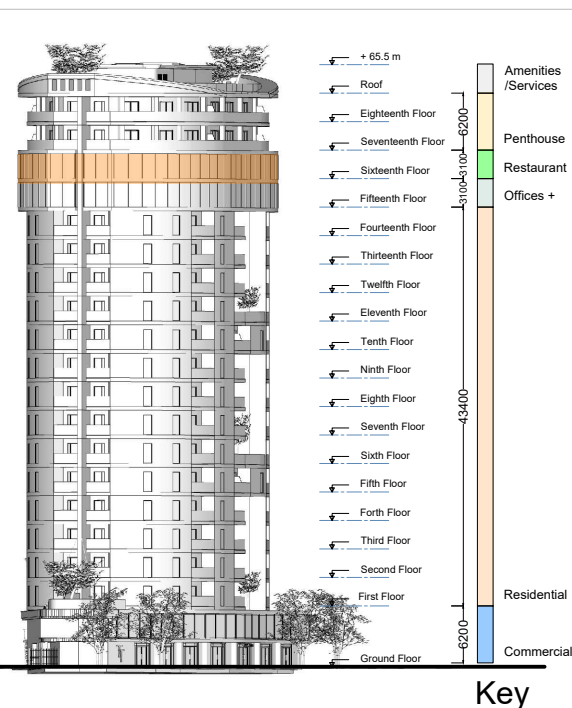 + 65.5 m
Roof
Eighteenth Floor
Seventeenth Floor
Sixteenth Floor
Fifteenth Floor
Fourteenth Floor
Thirteenth Floor
Twelfth Floor
Eleventh Floor
Tenth Floor
Ninth Floor
Eighth Floor
Seventh Floor
Sixth Floor
Fifth Floor
Forth Floor
Third Floor
Second Floor
First Floor
Ground Floor
6200
3100
3100
43400
6200
Amenities
/Services
Penthouse
Restaurant
Offices +
Residential
Commercial
Key